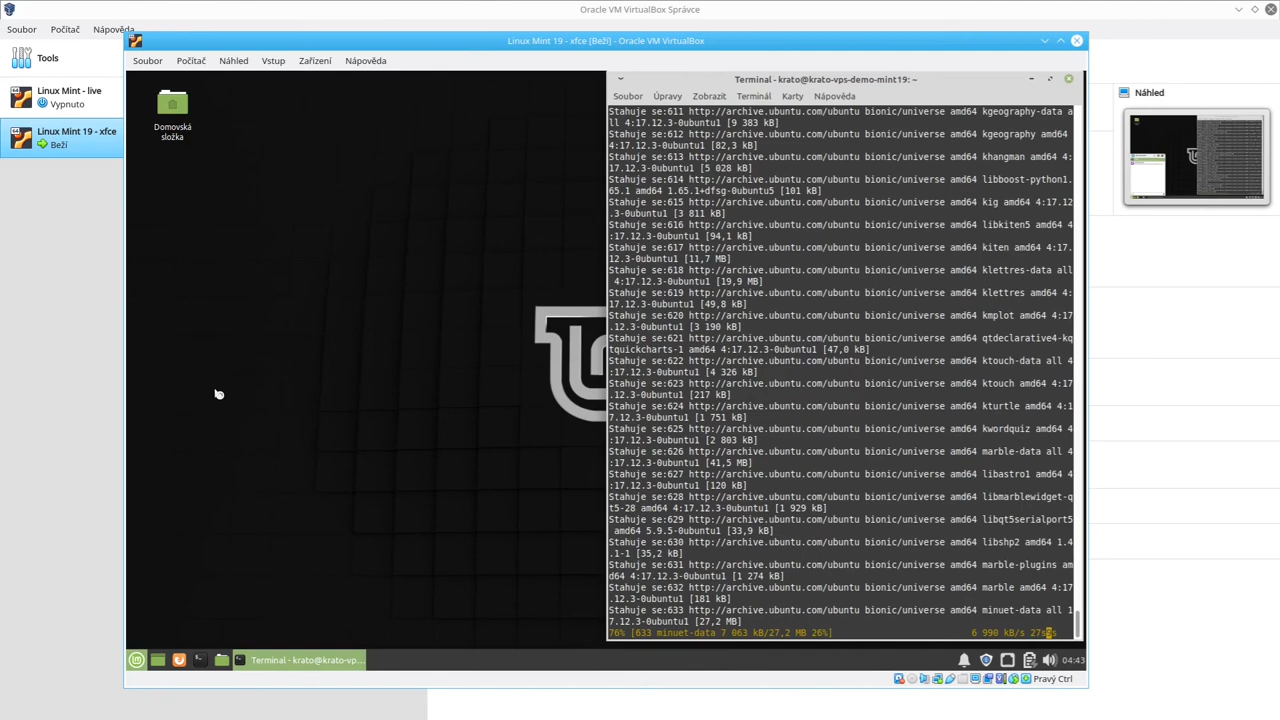 Oracle VM VirtualBox Správce
Soubor Počítač Nápověda
Tools
Linux Mint - live
Vypnuto
Linux Mint 19 - xfce
Beží
Linux Mint 19 - xfce [Beží] - Oracle VM VirtualBox
Soubor Počítač Náhled Vstup Zařízení Nápověda
Domovská
složka
Terminal - krato@krato-vps-demo-mint19: ~
Soubor Úpravy Zobrazit Terminál Karty Nápověda
Stahuje se:611 http://archive.ubuntu.com/ubuntu bionic/universe amd64 kgeography-data a
ll 4:17.12.3-0ubuntu1 [9 383 kB]
Stahuje se:612 http://archive.ubuntu.com/ubuntu bionic/universe amd64 kgeography amd64
4:17.12.3-0ubuntu1 [82,3 kB]
Stahuje se:613 http://archive.ubuntu.com/ubuntu bionic/universe amd64 khangman amd64 4:
17.12.3-0ubuntu1 [5 028 kB]
Stahuje se:614 http://archive.ubuntu.com/ubuntu bionic/universe amd64 libboost-python1.
65.1 amd64 1.65.1+dfsg-0ubuntu5 [101 kB]
Stahuje se:615 http://archive.ubuntu.com/ubuntu bionic/universe amd64 kig amd64 4:17.12
.3-0ubuntu1 [3 811 kB]
Stahuje se:616 http://archive.ubuntu.com/ubuntu bionic/universe amd64 libkiten5 amd64 4
:17.12.3-0ubuntu1 [94,1 kB]
Stahuje se:617 http://archive.ubuntu.com/ubuntu bionic/universe amd64 kiten amd64 4:17.
12.3-0ubuntu1 [11,7 MB]
Stahuje se:618 http://archive.ubuntu.com/ubuntu bionic/universe amd64 klettres-data all
4:17.12.3-0ubuntu1 [19,9 MB]
Stahuje se:619 http://archive.ubuntu.com/ubuntu bionic/universe amd64 klettres amd64 4:
17.12.3-0ubuntu1 [49,8 kB]
Stahuje se:620 http://archive.ubuntu.com/ubuntu bionic/universe amd64 kmplot amd64 4:17
.12.3-0ubuntu1 [3 190 kB]
Stahuje se:621 http://archive.ubuntu.com/ubuntu bionic/universe amd64 qtdeclarative4-kq
tquickcharts-1 amd64 4:17.12.3-0ubuntu1 [47,0 kB]
Stahuje se:622 http://archive.ubuntu.com/ubuntu bionic/universe amd64 ktouch-data all 4
:17.12.3-0ubuntu1 [4 326 kB]
Stahuje se:623 http://archive.ubuntu.com/ubuntu bionic/universe amd64 ktouch amd64 4:17
.12.3-0ubuntu1 [217 kB]
Stahuje se:624 http://archive.ubuntu.com/ubuntu bionic/universe amd64 kturtle amd64 4:1
7.12.3-0ubuntu1 [1 751 kB]
Stahuje se:625 http://archive.ubuntu.com/ubuntu bionic/universe amd64 kwordquiz amd64 4
:17.12.3-0ubuntu1 [2 803 kB]
Stahuje se:626 http://archive.ubuntu.com/ubuntu bionic/universe amd64 marble-data all 4
:17.12.3-0ubuntu1 [41,5 MB]
Stahuje se:627 http://archive.ubuntu.com/ubuntu bionic/universe amd64 libastro1 amd64 4
:17.12.3-0ubuntu1 [120 kB]
Stahuje se:628 http://archive.ubuntu.com/ubuntu bionic/universe amd64 libmarblewidget-q
t5-28 amd64 4:17.12.3-0ubuntu1 [1 929 kB]
Stahuje se:629 http://archive.ubuntu.com/ubuntu bionic/universe amd64 libqt5serialport5
amd64 5.9.5-0ubuntu1 [33,9 kB]
Stahuje se:630 http://archive.ubuntu.com/ubuntu bionic/universe amd64 libshp2 amd64 1.4
.1-1 [35,2 kB]
Stahuje se:631 http://archive.ubuntu.com/ubuntu bionic/universe amd64 marble-plugins am
d64 4:17.12.3-0ubuntu1 [1 274 kB]
Stahuje se:632 http://archive.ubuntu.com/ubuntu bionic/universe amd64 marble amd64 4:17
.12.3-0ubuntu1 [181 kB]
Stahuje se:633 http://archive.ubuntu.com/ubuntu bionic/universe amd64 minuet-data all 1
7.12.3-0ubuntu1 [27,2 MB]
76% [633 minuet-data 7 063 kB/27,2 MB 26%] 6 990 kB/s 27s
Terminal - krato@krato-vp...
04:43
Pravý Ctrl
Náhled